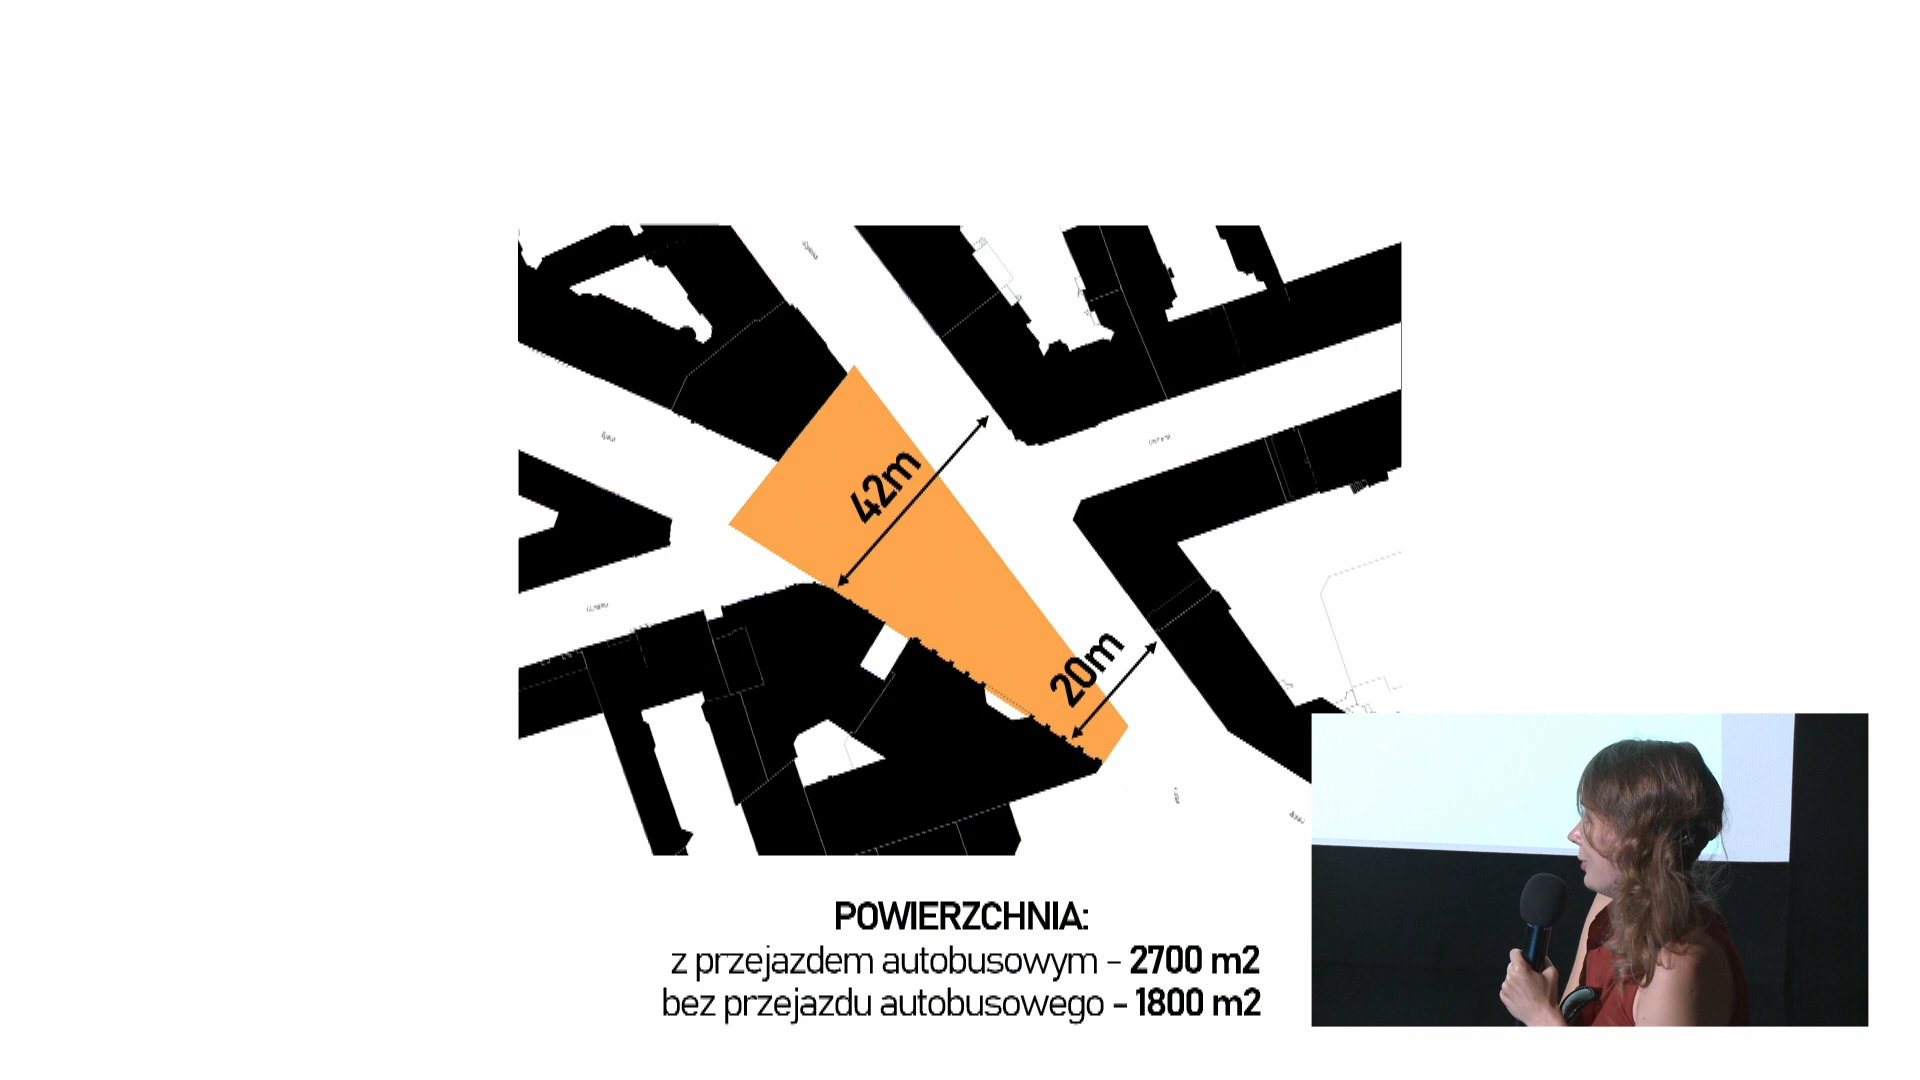 42m
20m
POWIERZCHNIA:
z przejazdem autobusowym - 2700 m2
bez przejazdu autobusowego - 1800 m2